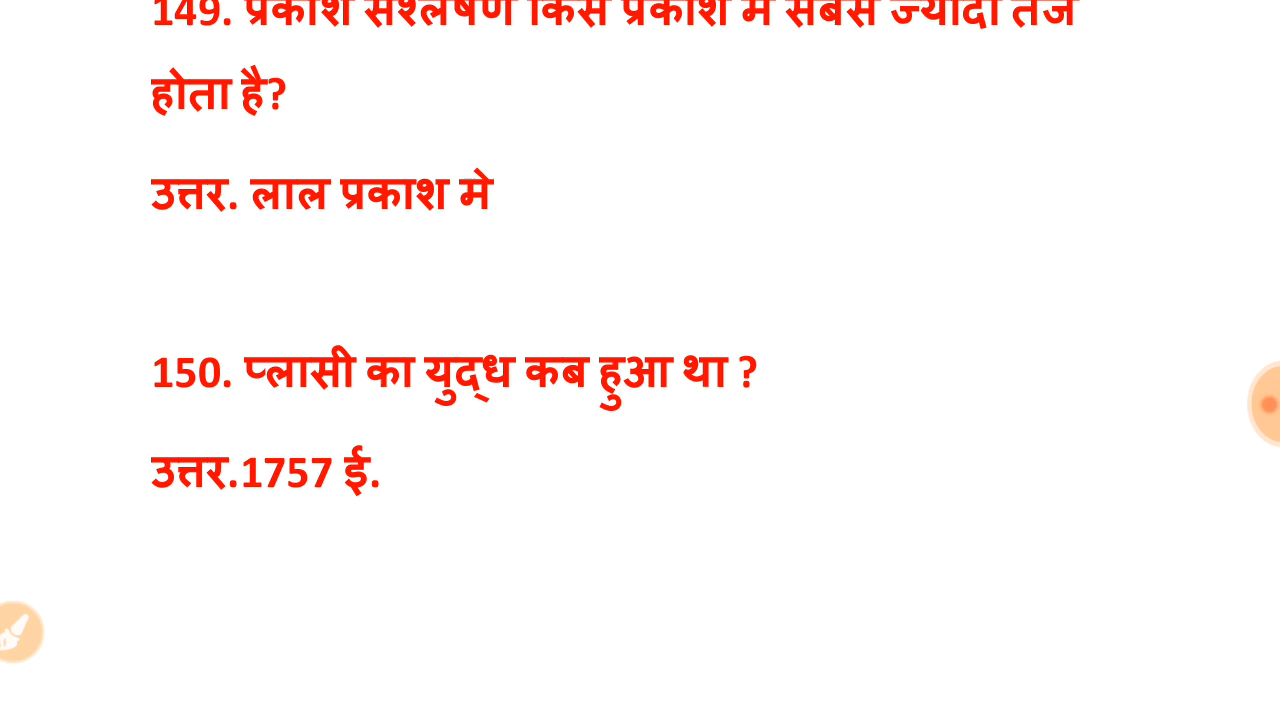 149. प्रकाश संश्लेषण किस प्रकाश में सबसे ज्यादा तेज
होता है?
उत्तर. लाल प्रकाश मे
150. प्लासी का युद्ध कब हुआ था ?
उत्तर.1757 ई.